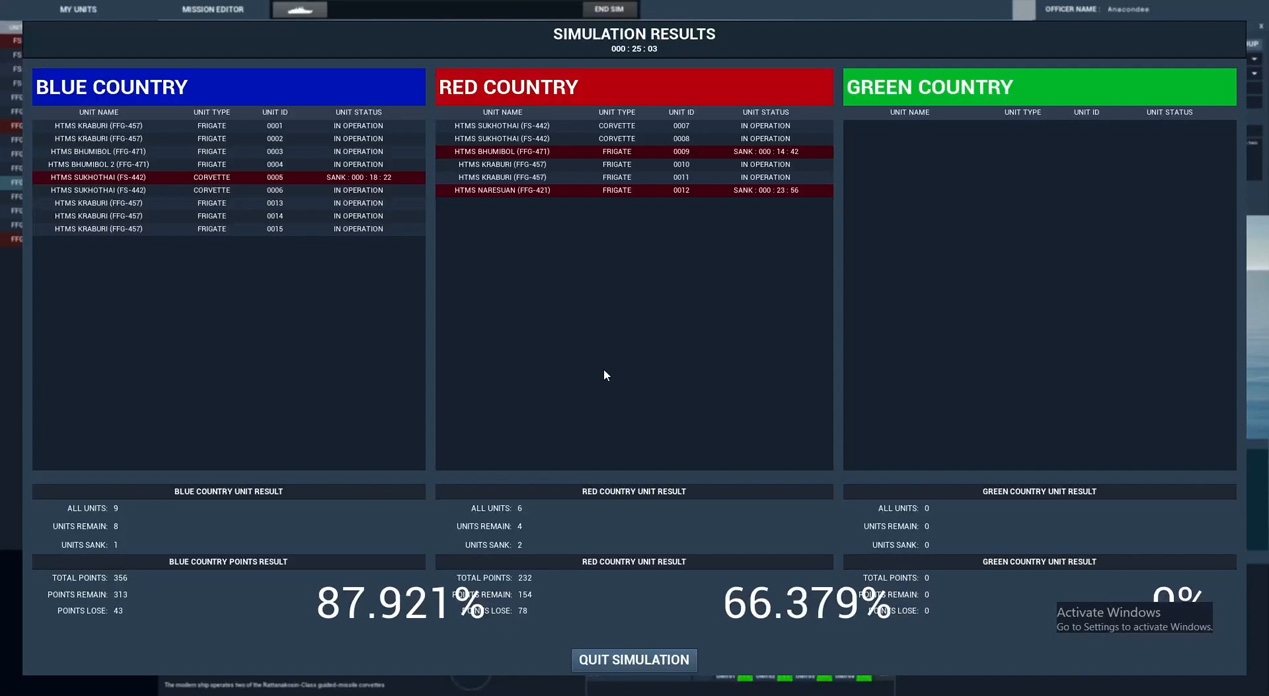 MY UNITS MISSION EDITOR END SIM OFFICER NAME : Anacondee
SIMULATION RESULTS
000 : 25 : 03
BLUE COUNTRY
UNIT NAME UNIT TYPE UNIT ID UNIT STATUS
HTMS KRABURI (FFG-457) FRIGATE 0001 IN OPERATION
HTMS KRABURI (FFG-457) FRIGATE 0002 IN OPERATION
HTMS BHUMIBOL (FFG-471) FRIGATE 0003 IN OPERATION
HTMS BHUMIBOL 2 (FFG-471) FRIGATE 0004 IN OPERATION
HTMS SUKHOTHAI (FS-442) CORVETTE 0005 SANK : 000 : 18 : 22
HTMS SUKHOTHAI (FS-442) CORVETTE 0006 IN OPERATION
HTMS KRABURI (FFG-457) FRIGATE 0013 IN OPERATION
HTMS KRABURI (FFG-457) FRIGATE 0014 IN OPERATION
HTMS KRABURI (FFG-457) FRIGATE 0015 IN OPERATION
RED COUNTRY
UNIT NAME UNIT TYPE UNIT ID UNIT STATUS
HTMS SUKHOTHAI (FS-442) CORVETTE 0007 IN OPERATION
HTMS SUKHOTHAI (FS-442) CORVETTE 0008 IN OPERATION
HTMS BHUMIBOL (FFG-471) FRIGATE 0009 SANK : 000 : 14 : 42
HTMS KRABURI (FFG-457) FRIGATE 0010 IN OPERATION
HTMS KRABURI (FFG-457) FRIGATE 0011 IN OPERATION
HTMS NARESUAN (FFG-421) FRIGATE 0012 SANK : 000 : 23 : 56
GREEN COUNTRY
UNIT NAME UNIT TYPE UNIT ID UNIT STATUS
BLUE COUNTRY UNIT RESULT
ALL UNITS: 9
UNITS REMAIN: 8
UNITS SANK: 1
BLUE COUNTRY POINTS RESULT
TOTAL POINTS: 356
POINTS REMAIN: 313
POINTS LOSE: 43
87.921%
RED COUNTRY UNIT RESULT
ALL UNITS: 6
UNITS REMAIN: 4
UNITS SANK: 2
RED COUNTRY UNIT RESULT
TOTAL POINTS: 232
POINTS REMAIN: 154
POINTS LOSE: 78
66.379%
GREEN COUNTRY UNIT RESULT
ALL UNITS: 0
UNITS REMAIN: 0
UNITS SANK: 0
GREEN COUNTRY UNIT RESULT
TOTAL POINTS: 0
POINTS REMAIN: 0
POINTS LOSE: 0
0%
Activate Windows
Go to Settings to activate Windows.
QUIT SIMULATION
The modern ship operates two of the Rattanakosin-Class guided-missile corvettes